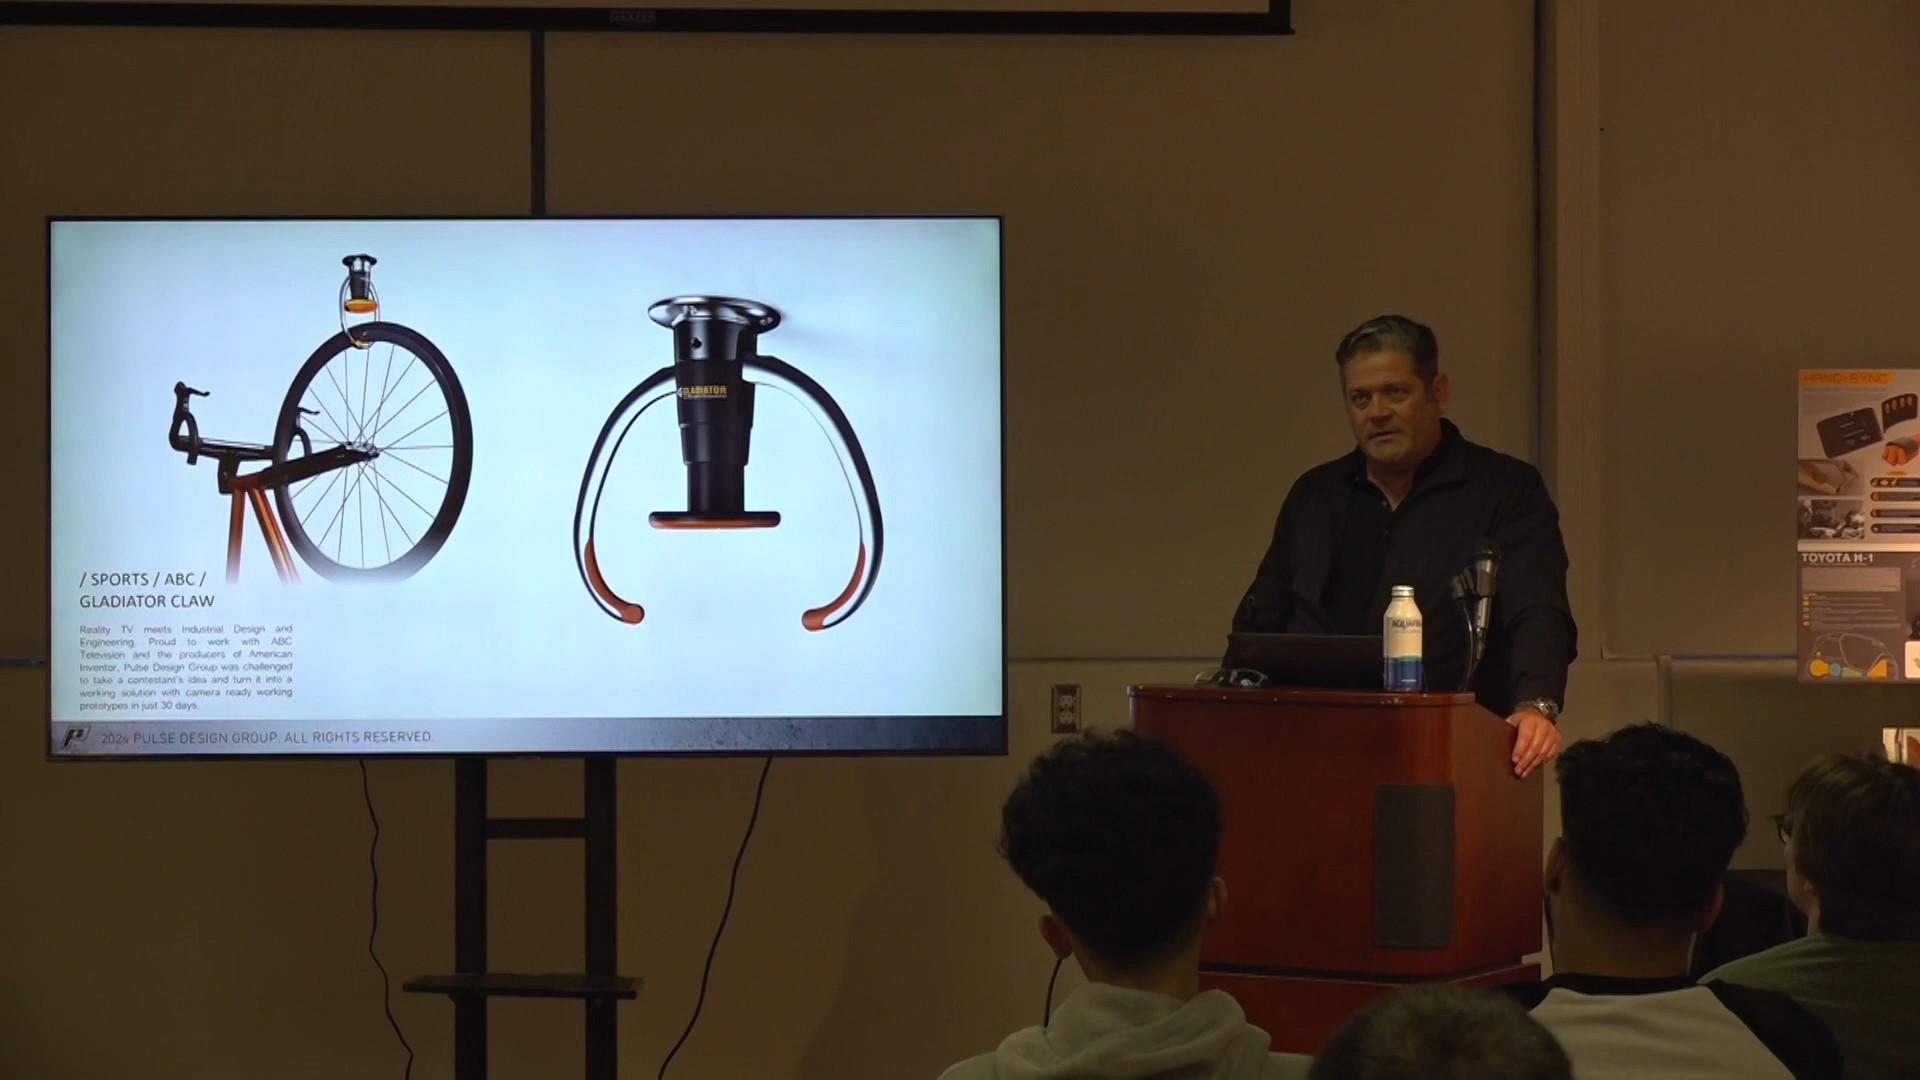 GLADIATOR
/ SPORTS / ABC /
GLADIATOR CLAW
Reality TV meets Industrial Design and
Engineering. Proud to work with ABC
Television and the producers of American
Inventor, Pulse Design Group was challenged
to take a contestant's idea and turn it into a
working solution with camera ready working
prototypes in just 30 days.
2024 PULSE DESIGN GROUP. ALL RIGHTS RESERVED.
HAND-SYNC
TOYOTA H-1